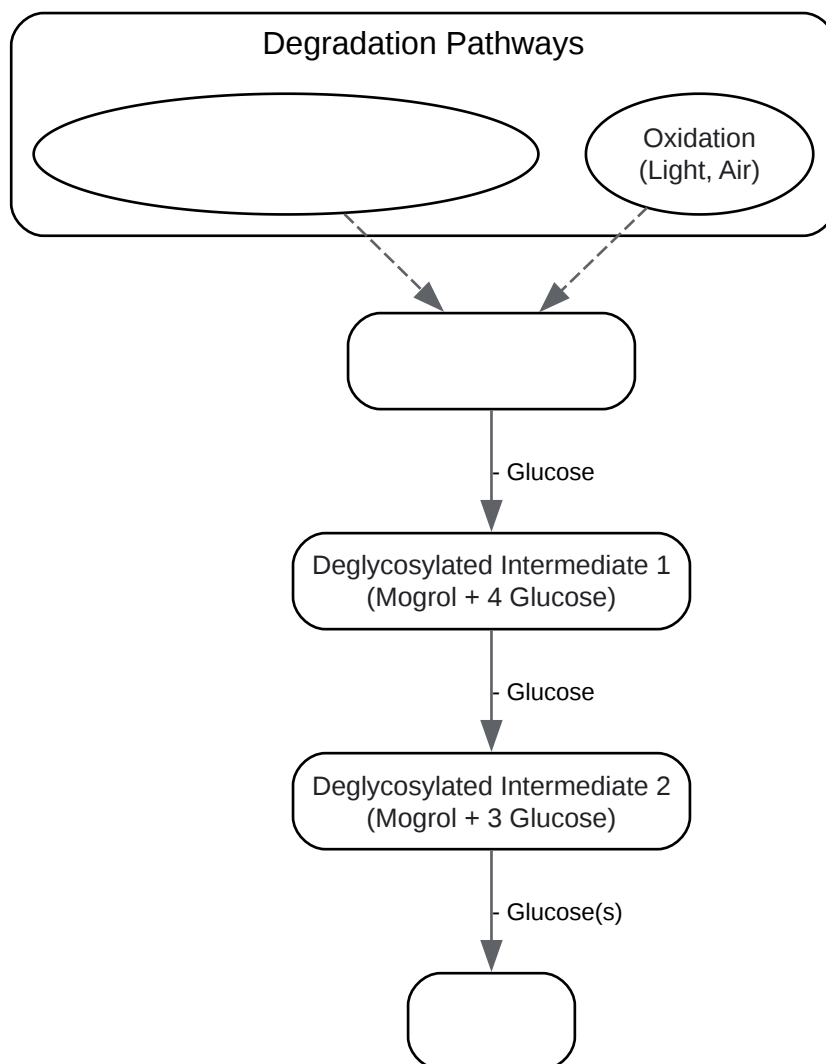 Degradation Pathways
Oxidation
(Light, Air)
- Glucose
Deglycosylated Intermediate 1
(Mogrol + 4 Glucose)
- Glucose
Deglycosylated Intermediate 2
(Mogrol + 3 Glucose)
- Glucose(s)